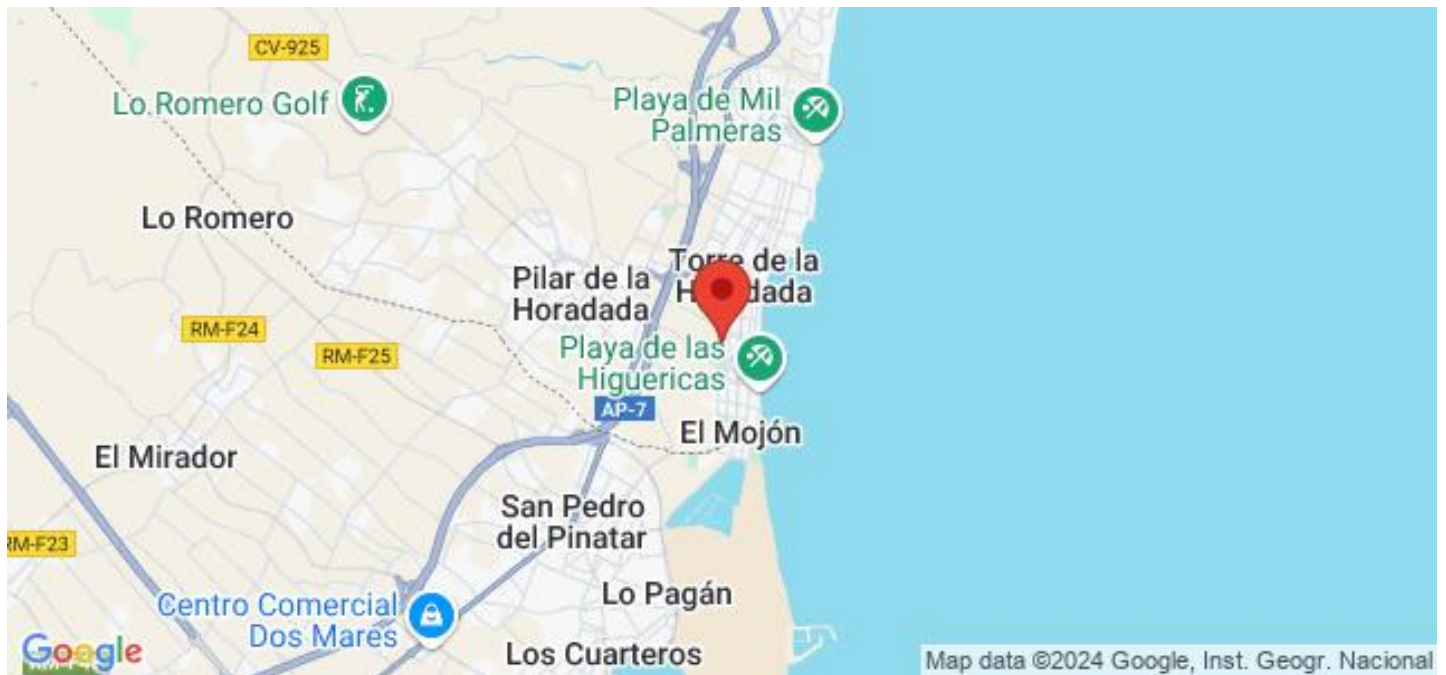 CV-925
Lo Romero Golf
Playa de Mil
Palmeras
Lo Romero
Torre de la
Pilar de la
Horadada
RM-F24
RM-F25
Playa de las
Higuericas
AP-7
El Mojón
El Mirador
San Pedro
del Pinatar
RM-F23
Centro Comercial
Dos Mares
Lo Pagán
Los Cuarteros
Google
Map data ©2024 Google, Inst. Geogr. Nacional